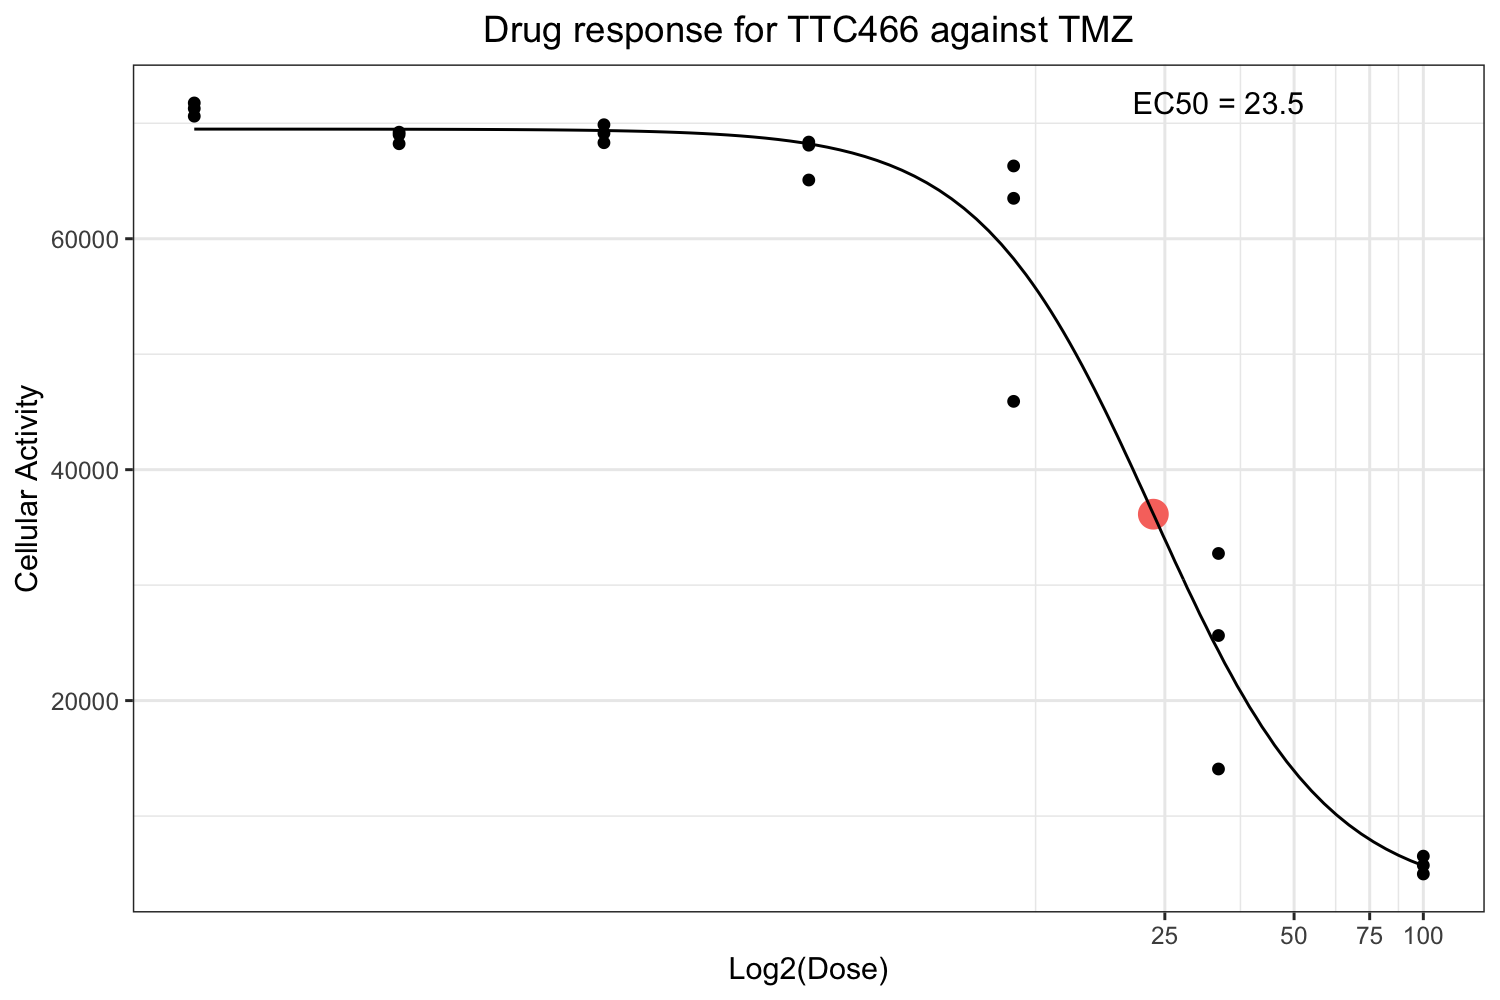 Drug response for TTC466 against TMZ
EC50 = 23.5
Cellular Activity
60000
40000
20000
25 50 75 100
Log2(Dose)